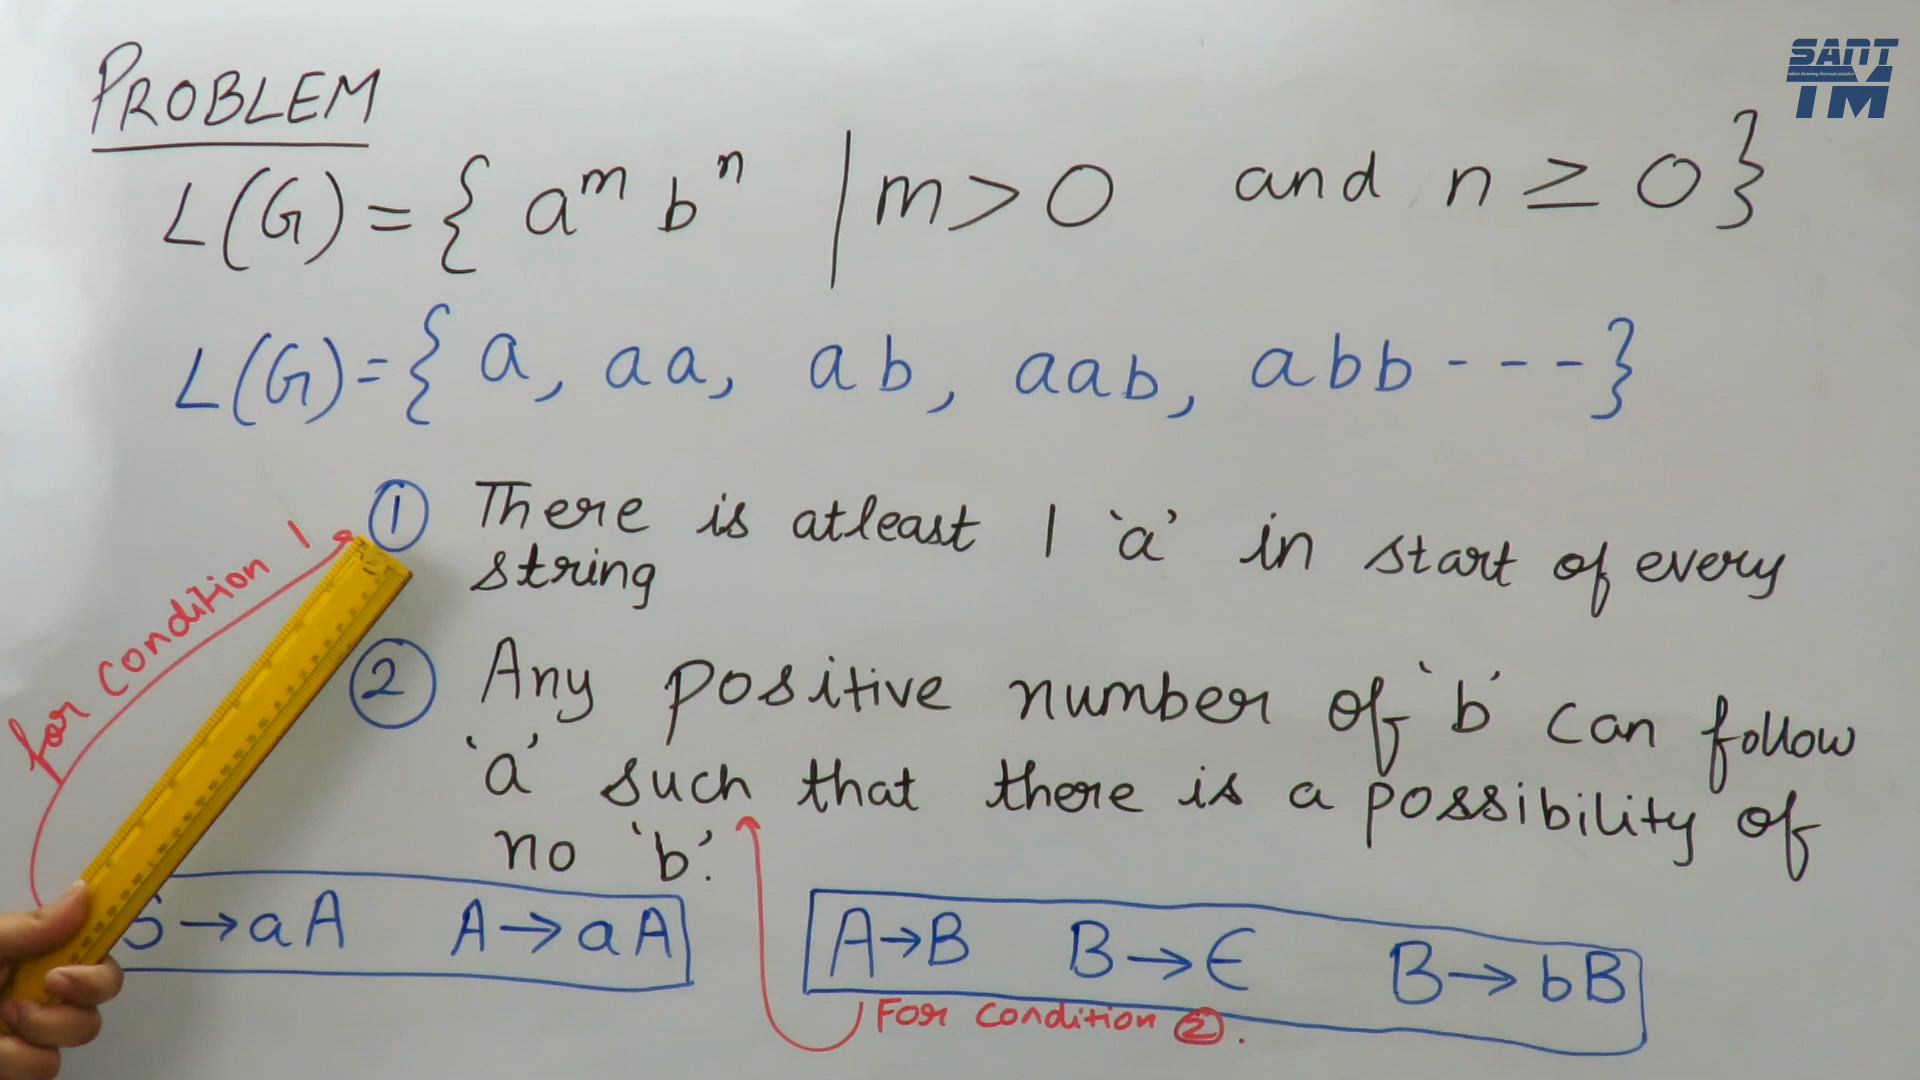 PROBLEM
L(G) = { a^m b^n | m > 0 and n ≥ 0 }
L(G) = { a, aa, ab, aab, abb - - - - }
① There is atleast 1 'a' in start of every
string
② Any positive number of 'b' can follow
'a' such that there is a possibility of
no 'b'.
for Condition 1
S → aA A → aA
A → B B → ϵ B → bB
For Condition ②.
SANT
TIM